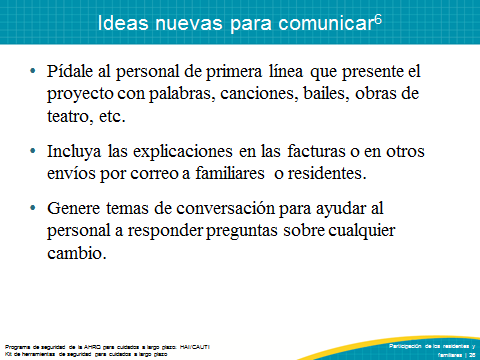 Ideas nuevas para comunicar6
• Pídale al personal de primera línea que presente el
proyecto con palabras, canciones, bailes, obras de
teatro, etc.
• Incluya las explicaciones en las facturas o en otros
envíos por correo a familiares o residentes.
• Genere temas de conversación para ayudar al
personal a responder preguntas sobre cualquier
cambio.
Programa de seguridad de la AHRQ para cuidados a largo plazo: HAI/CAUTI
Kit de herramientas de seguridad para cuidados a largo plazo
Participación de los residentes y
familiares | 26